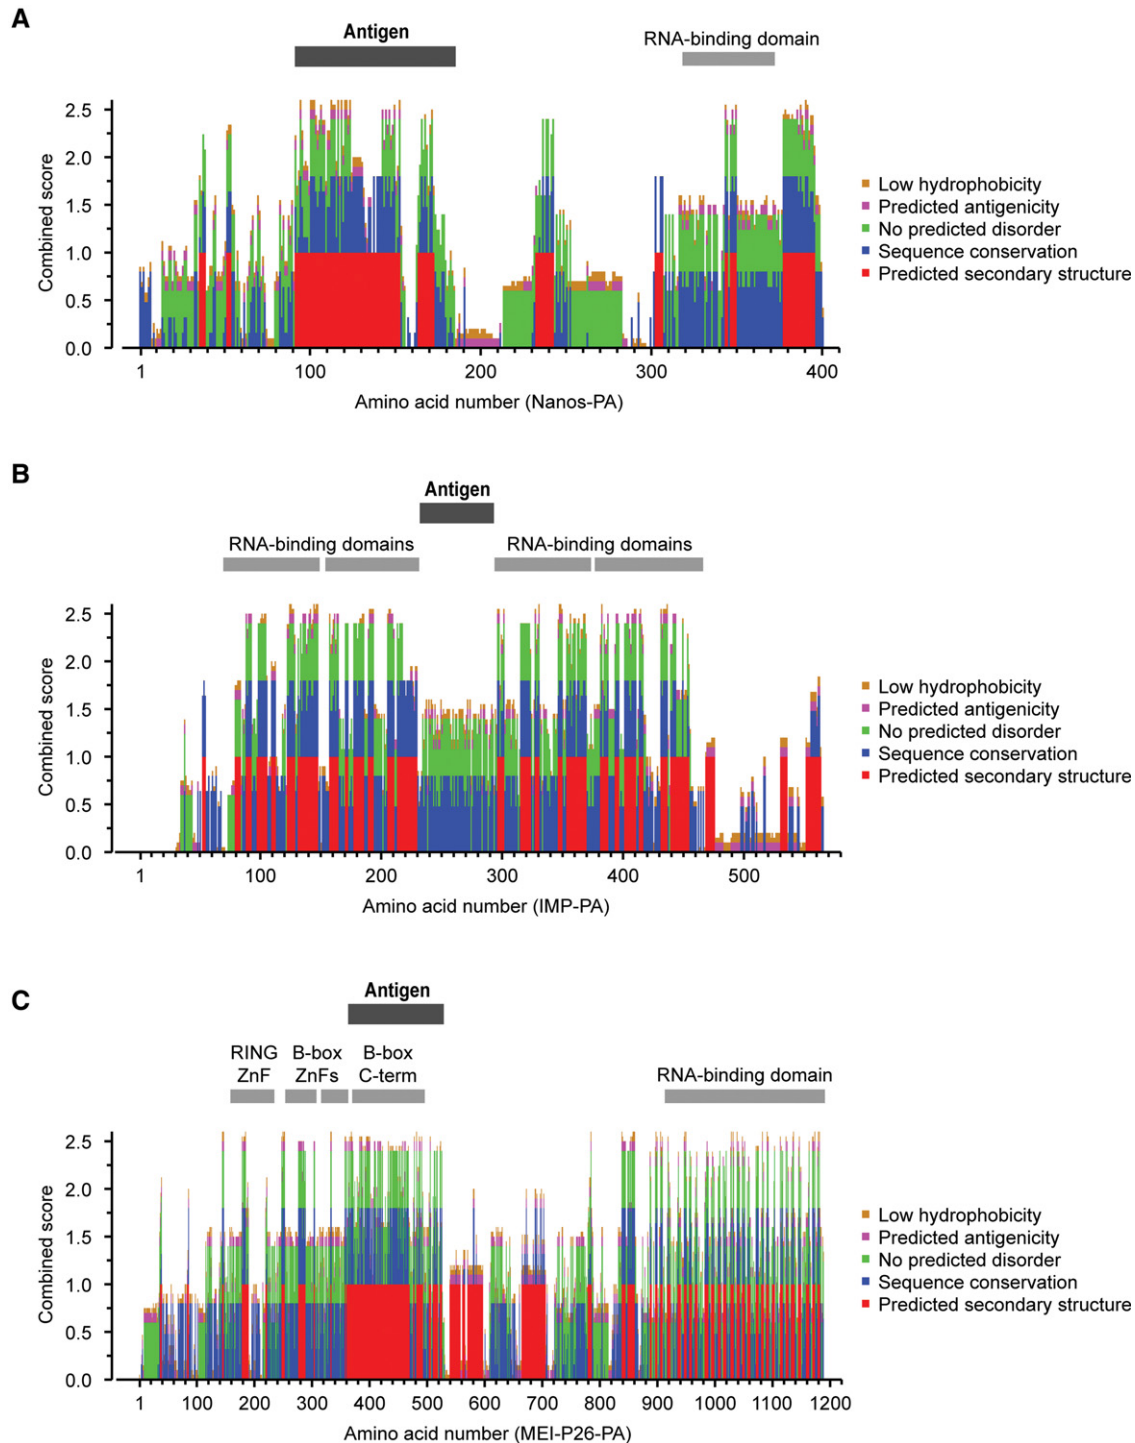 A
Antigen
RNA-binding domain
Combined score
2.5
2.0
1.5
1.0
0.5
0.0
1
100
200
300
400
Amino acid number (Nanos-PA)
Low hydrophobicity
Predicted antigenicity
No predicted disorder
Sequence conservation
Predicted secondary structure
B
Antigen
RNA-binding domains
RNA-binding domains
Combined score
2.5
2.0
1.5
1.0
0.5
0.0
1
100
200
300
400
500
Amino acid number (IMP-PA)
Low hydrophobicity
Predicted antigenicity
No predicted disorder
Sequence conservation
Predicted secondary structure
C
Antigen
RING
ZnF
B-box
ZnFs
B-box
C-term
RNA-binding domain
Combined score
2.5
2.0
1.5
1.0
0.5
0.0
1
100
200
300
400
500
600
700
800
900
1000
1100
1200
Amino acid number (MEI-P26-PA)
Low hydrophobicity
Predicted antigenicity
No predicted disorder
Sequence conservation
Predicted secondary structure